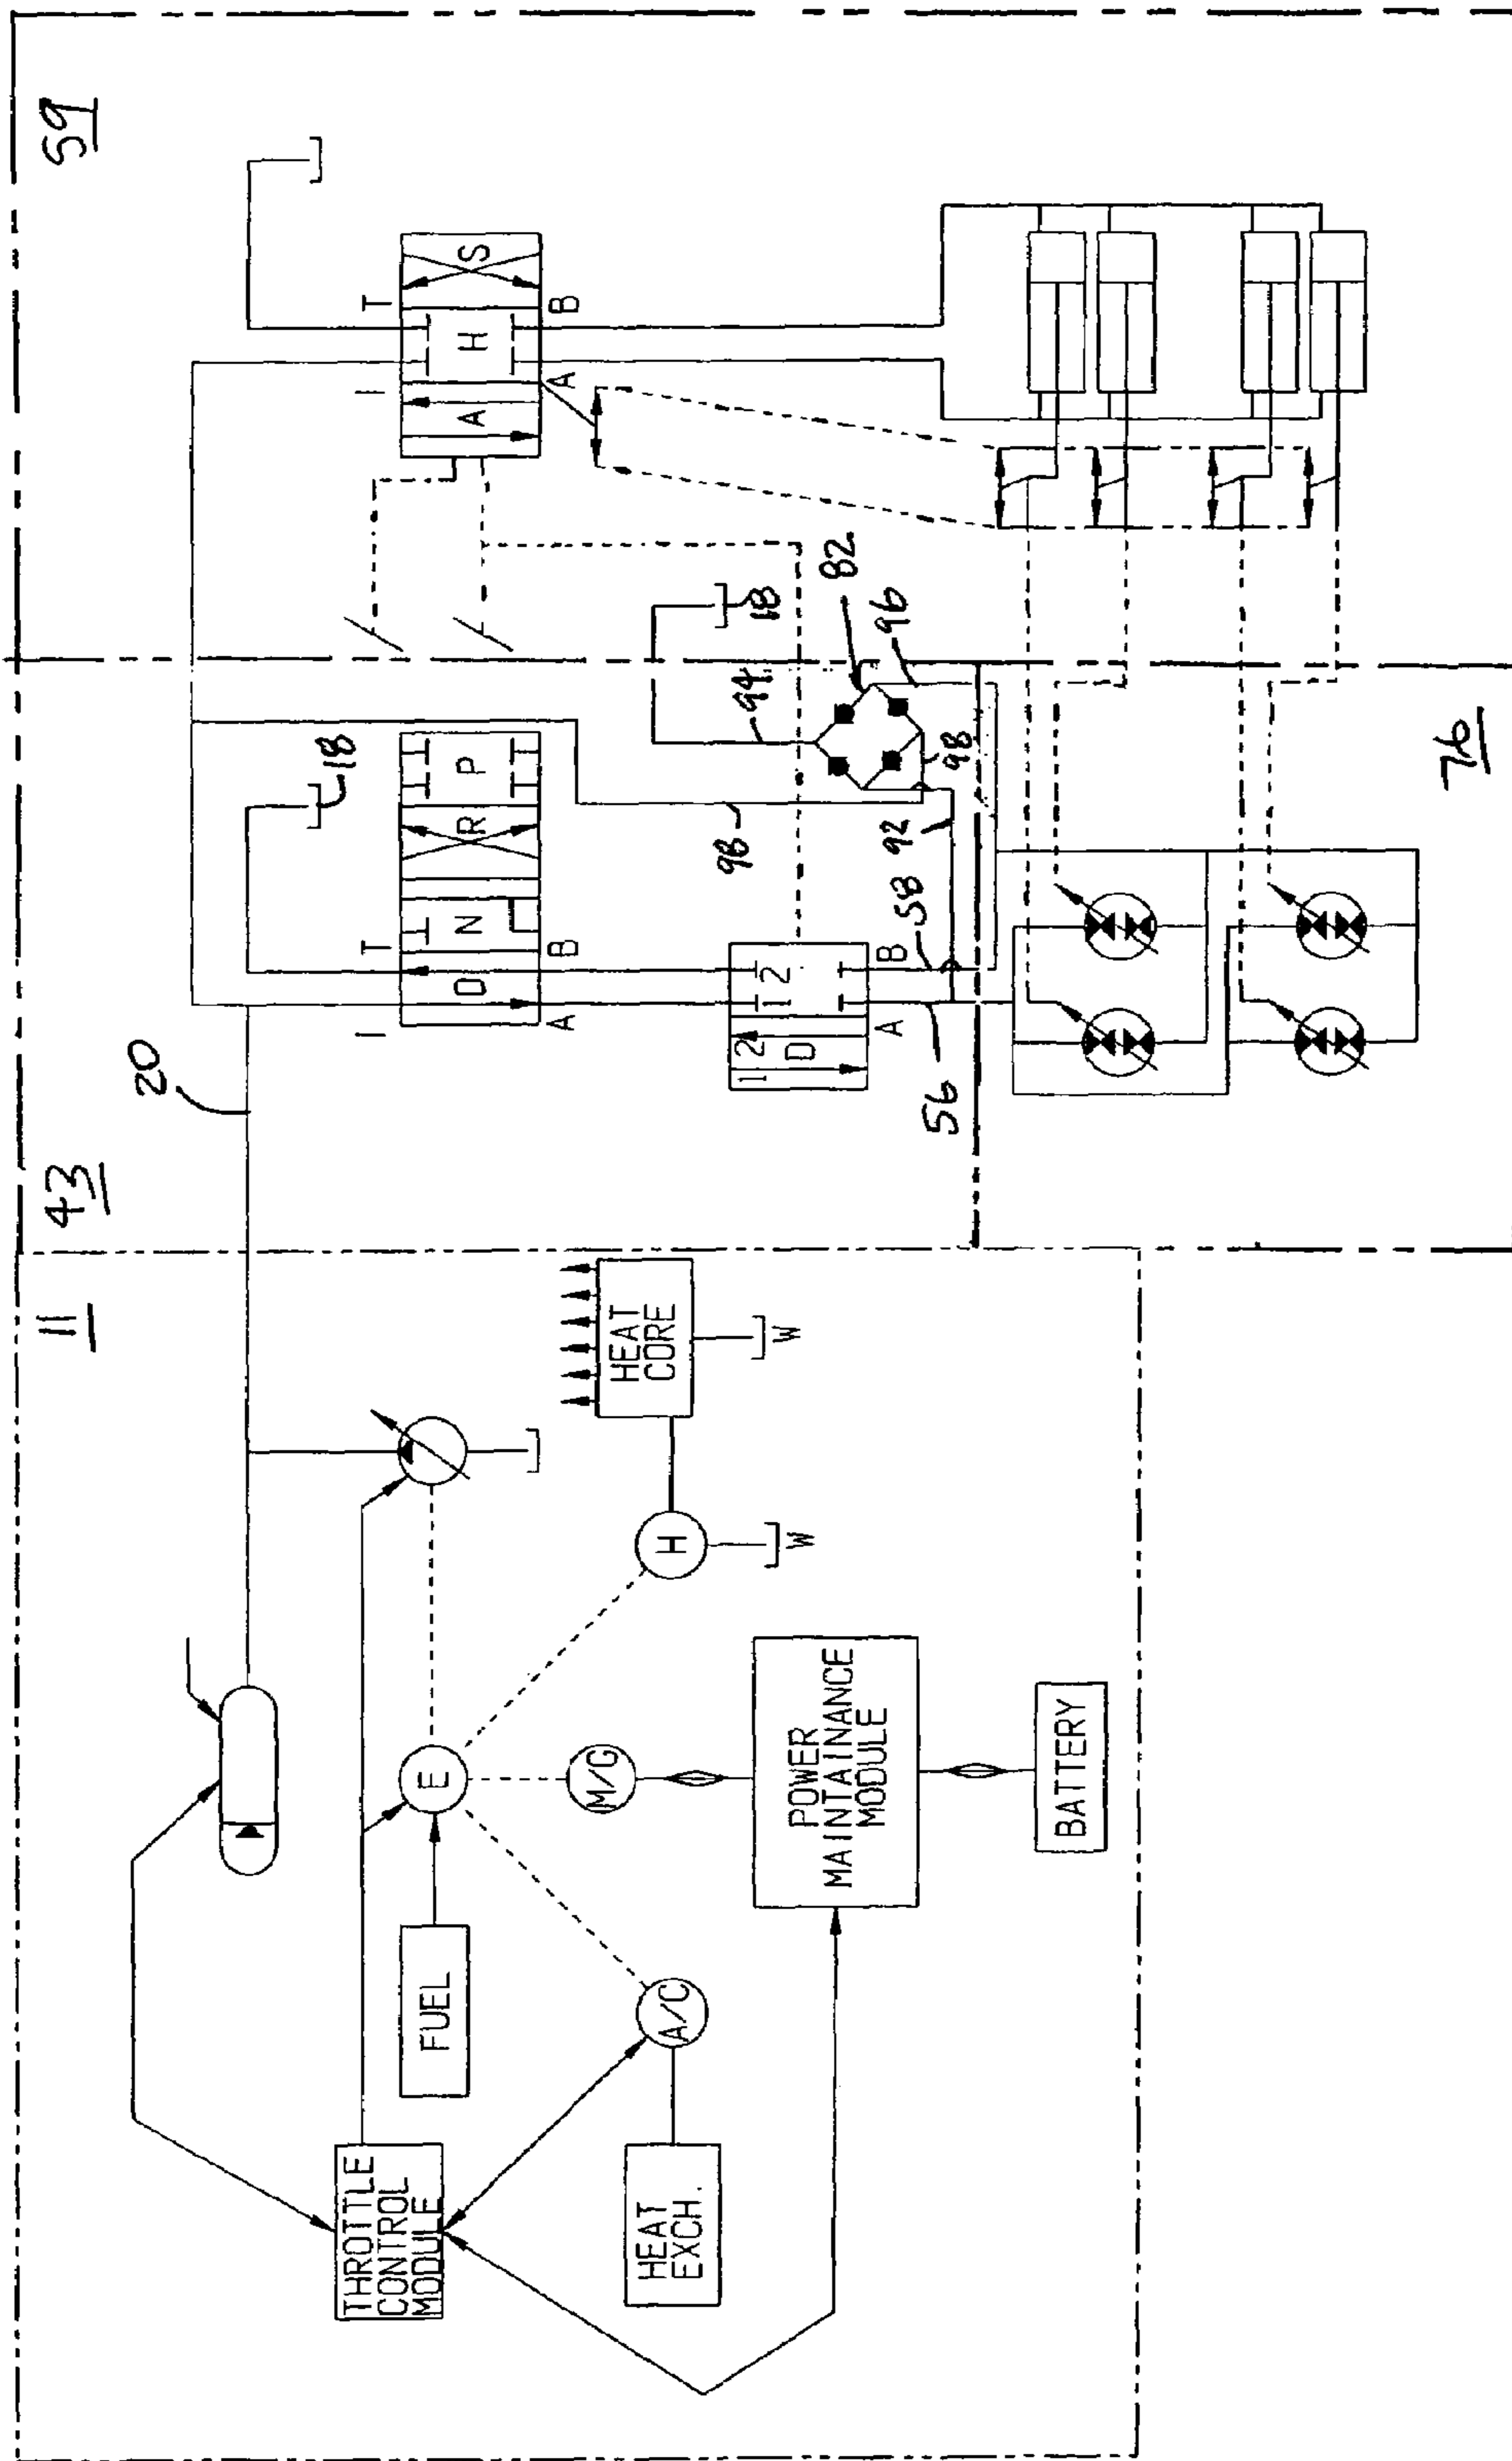 11
43
59
76
20
18
18
THROTTLE
CONTROL
MODULE
FUEL
E
HEAT
EXCH.
A/C
M/G
H
W
HEAT
CORE
W
POWER
MAINTAINANCE
MODULE
BATTERY
I
T
D
N
R
P
A
B
1 2
D
1 2
A
B
56
58
92
94
96
98
98
82
I
T
A
H
S
A
B